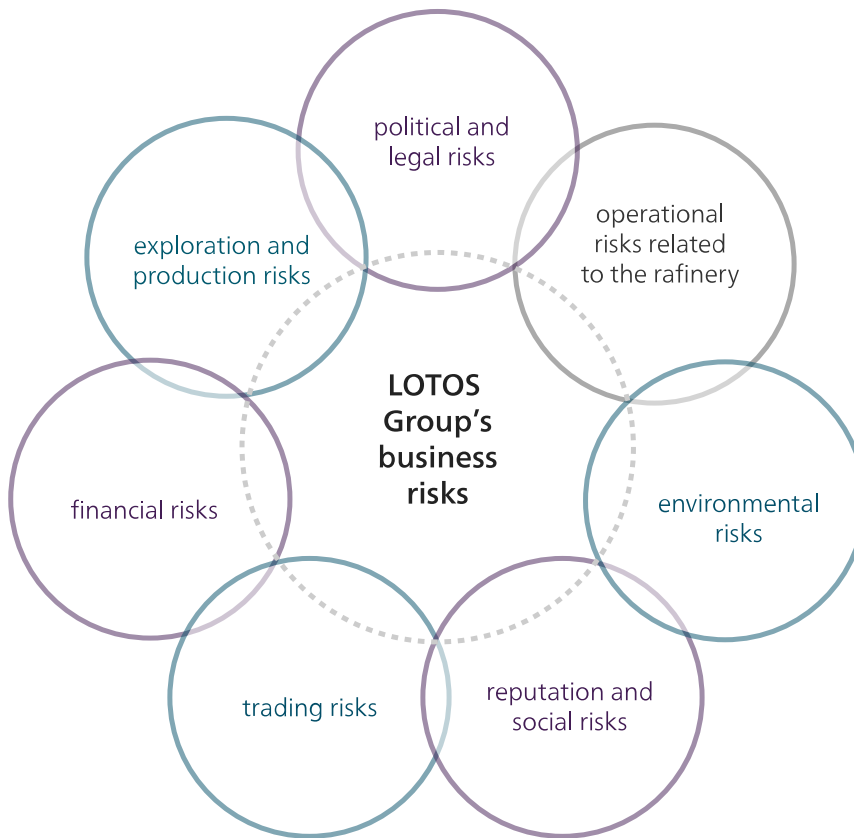 political and
legal risks
operational
risks related
to the rafinery
exploration and
production risks
LOTOS
Group's
business
risks
financial risks
environmental
risks
trading risks
reputation and
social risks